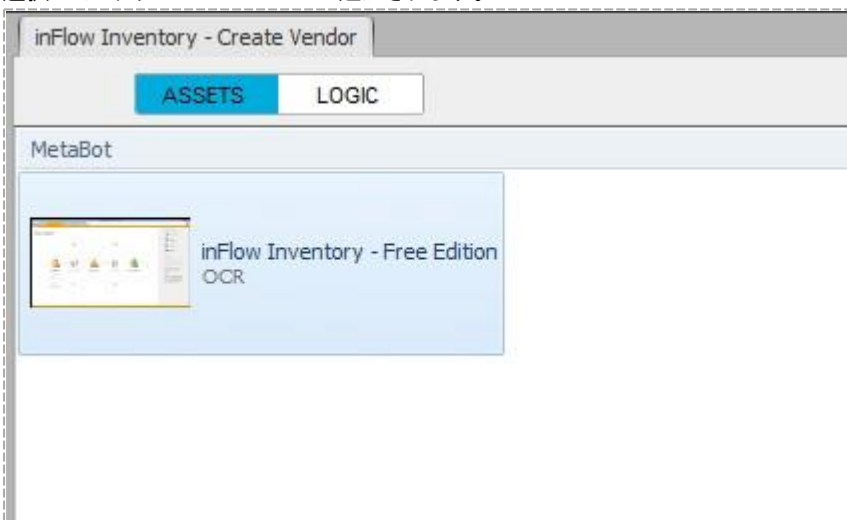 inFlow Inventory - Create Vendor
ASSETS LOGIC
MetaBot
inFlow Inventory - Free Edition
OCR